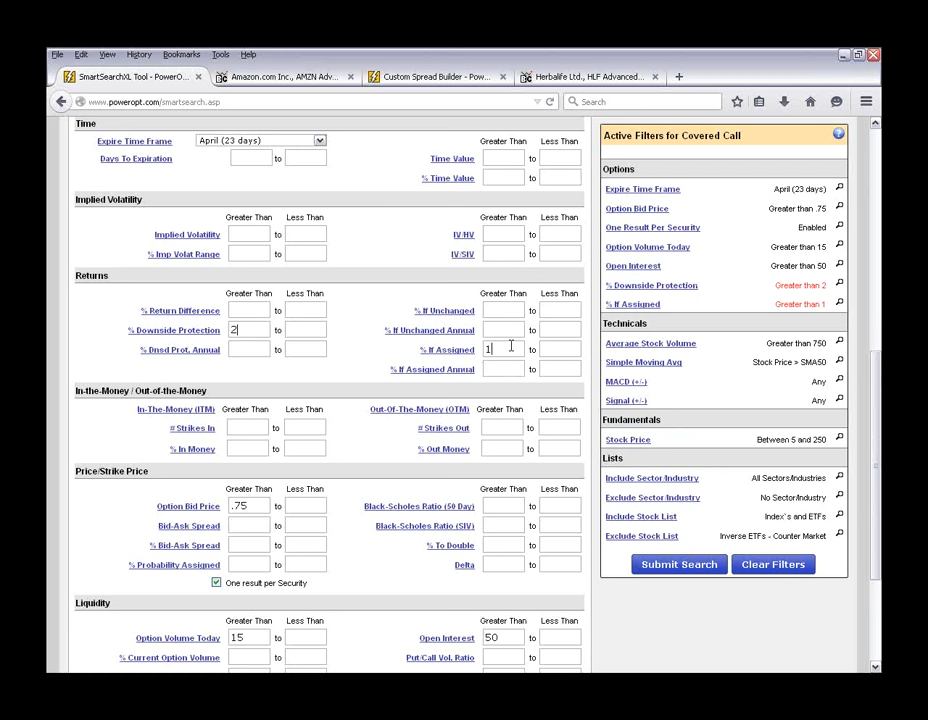 File Edit View History Bookmarks Tools Help
SmartSearchXL Tool - PowerO... × Amazon.com Inc., AMZN Adv... × Custom Spread Builder - Pow... × Herbalife Ltd., HLF Advanced... × +
www.poweropt.com/smartsearch.asp Search
Time
Expire Time Frame April (23 days) Greater Than Less Than
Days To Expiration to Time Value to
% Time Value to
Implied Volatility
Greater Than Less Than Greater Than Less Than
Implied Volatility to IV/HV to
% Imp Volat Range to IV/SIV to
Returns
Greater Than Less Than Greater Than Less Than
% Return Difference to % If Unchanged to
% Downside Protection 2 to % If Unchanged Annual to
% Dnsd Prot. Annual to % If Assigned 1 to
% If Assigned Annual to
In-the-Money / Out-of-the-Money
In-The-Money (ITM) Greater Than Less Than Out-Of-The-Money (OTM) Greater Than Less Than
# Strikes In to # Strikes Out to
% In Money to % Out Money to
Price/Strike Price
Greater Than Less Than Greater Than Less Than
Option Bid Price .75 to Black-Scholes Ratio (50 Day) to
Bid-Ask Spread to Black-Scholes Ratio (SIV) to
% Bid-Ask Spread to % To Double to
% Probability Assigned to Delta to
One result per Security
Liquidity
Greater Than Less Than Greater Than Less Than
Option Volume Today 15 to Open Interest 50 to
% Current Option Volume to Put/Call Vol. Ratio to
Active Filters for Covered Call ?
Options
Expire Time Frame April (23 days)
Option Bid Price Greater than .75
One Result Per Security Enabled
Option Volume Today Greater than 15
Open Interest Greater than 50
% Downside Protection Greater than 2
% If Assigned Greater than 1
Technicals
Average Stock Volume Greater than 750
Simple Moving Avg Stock Price > SMA50
MACD (+/-) Any
Signal (+/-) Any
Fundamentals
Stock Price Between 5 and 250
Lists
Include Sector/Industry All Sectors/Industries
Exclude Sector/Industry No Sector/Industry
Include Stock List Index`s and ETFs
Exclude Stock List Inverse ETFs - Counter Market
Submit Search Clear Filters